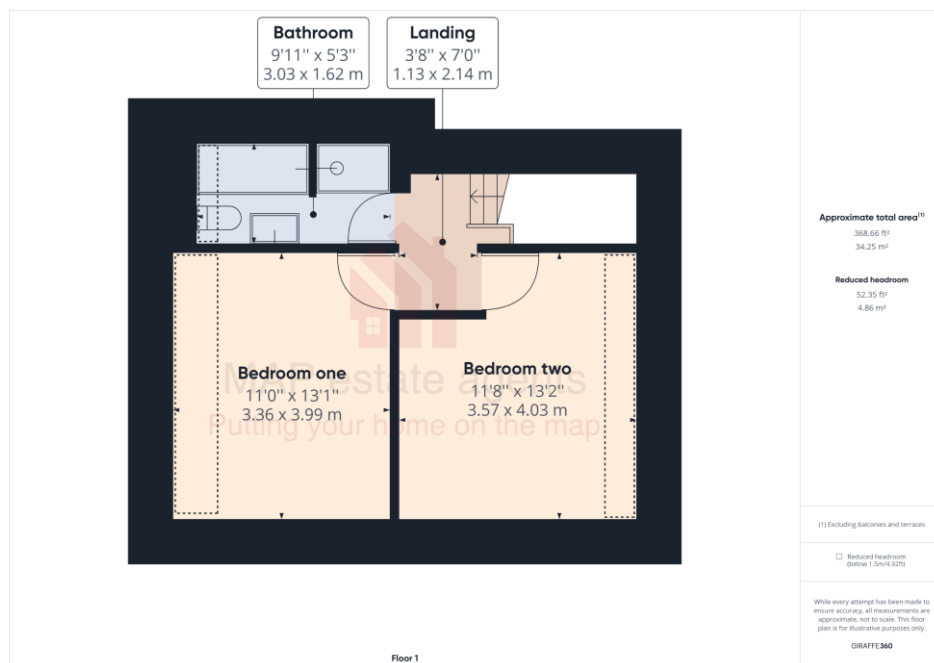 Bathroom
9'11" x 5'3"
3.03 x 1.62 m
Landing
3'8" x 7'0"
1.13 x 2.14 m
Bedroom one
11'0" x 13'1"
3.36 x 3.99 m
Bedroom two
11'8" x 13'2"
3.57 x 4.03 m
MAP estate agents
Putting your home on the map
Floor 1
Approximate total area(1)
368.66 ft²
34.25 m²
Reduced headroom
52.35 ft²
4.86 m²
(1) Excluding balconies and terraces
Reduced headroom
(below 1.5m/4.92ft)
While every attempt has been made to
ensure accuracy, all measurements are
approximate, not to scale. This floor
plan is for illustrative purposes only.
GIRAFFE360